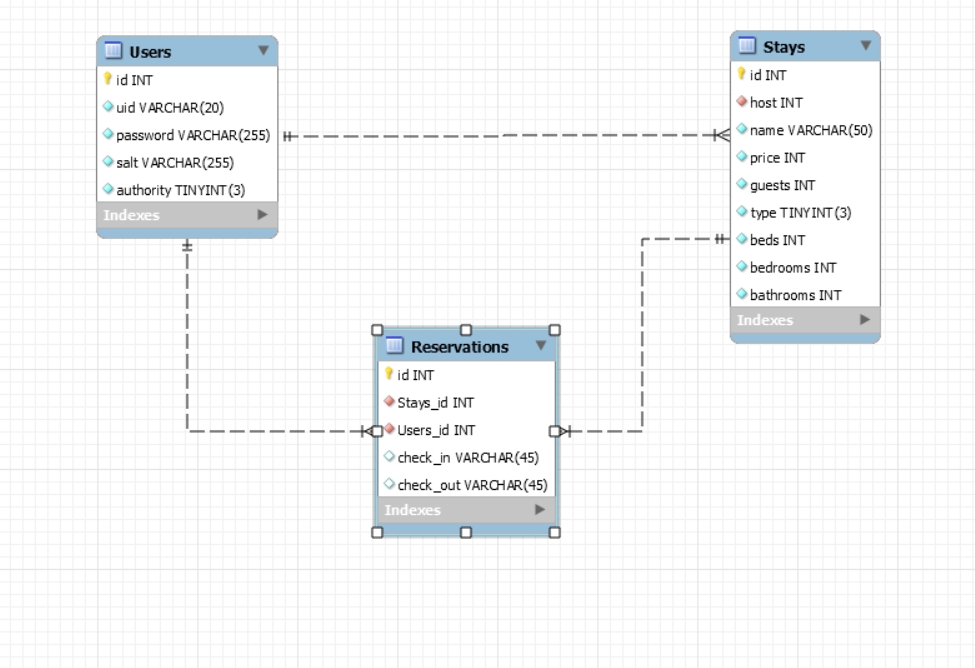 Users
id INT
uid VARCHAR(20)
password VARCHAR(255)
salt VARCHAR(255)
authority TINYINT(3)
Indexes
Stays
id INT
host INT
name VARCHAR(50)
price INT
guests INT
type TINYINT(3)
beds INT
bedrooms INT
bathrooms INT
Indexes
Reservations
id INT
Stays_id INT
Users_id INT
check_in VARCHAR(45)
check_out VARCHAR(45)
Indexes